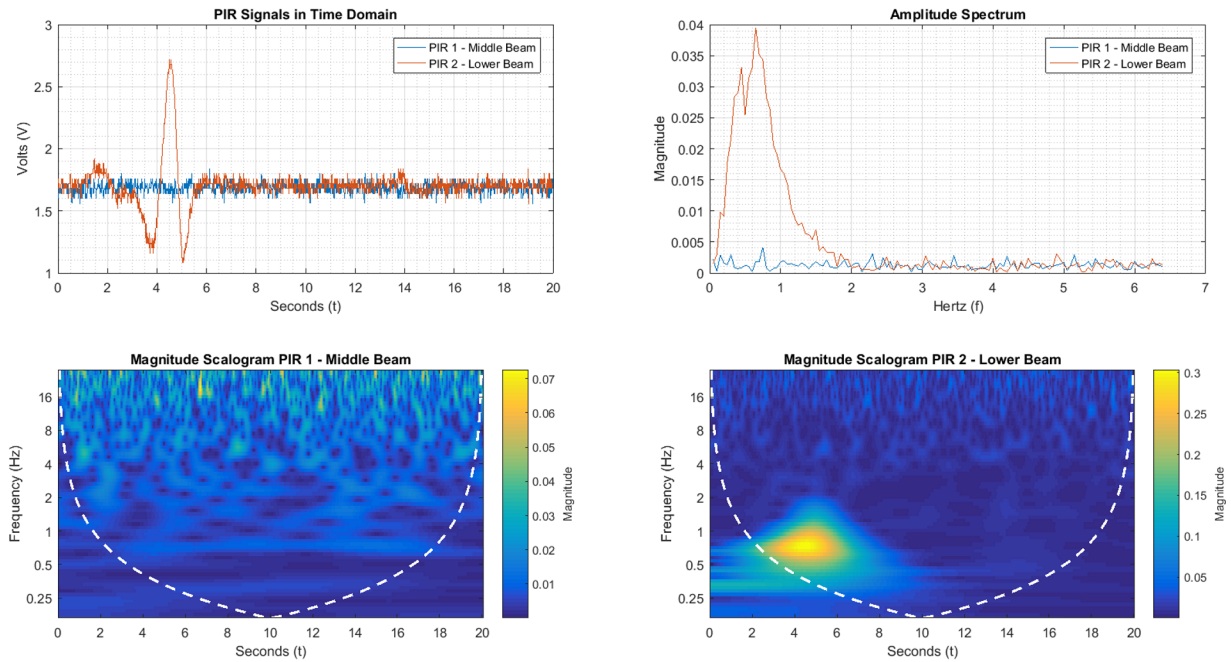 PIR Signals in Time Domain
3
2.5
2
1.5
1
Volts (V)
0 2 4 6 8 10 12 14 16 18 20
Seconds (t)
PIR 1 - Middle Beam
PIR 2 - Lower Beam
Amplitude Spectrum
0.04
0.035
0.03
0.025
0.02
0.015
0.01
0.005
0
Magnitude
0 1 2 3 4 5 6 7
Hertz (f)
PIR 1 - Middle Beam
PIR 2 - Lower Beam
Magnitude Scalogram PIR 1 - Middle Beam
16
8
4
2
1
0.5
0.25
Frequency (Hz)
0 2 4 6 8 10 12 14 16 18 20
Seconds (t)
0.07
0.06
0.05
0.04
0.03
0.02
0.01
Magnitude
Magnitude Scalogram PIR 2 - Lower Beam
16
8
4
2
1
0.5
0.25
Frequency (Hz)
0 2 4 6 8 10 12 14 16 18 20
Seconds (t)
0.3
0.25
0.2
0.15
0.1
0.05
Magnitude